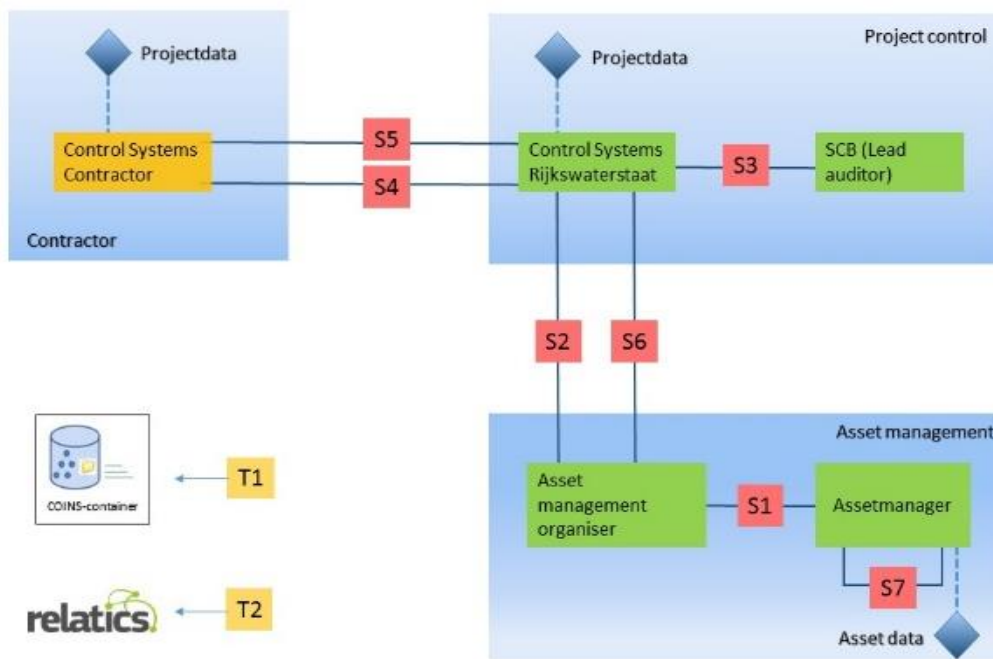 Projectdata
Projectdata
Project control
Control Systems
Contractor
S5
S4
Control Systems
Rijkswaterstaat
S3
SCB (Lead
auditor)
Contractor
S2
S6
Asset management
COINS-container
T1
Asset
management
organiser
S1
Assetmanager
S7
relatics
T2
Asset data